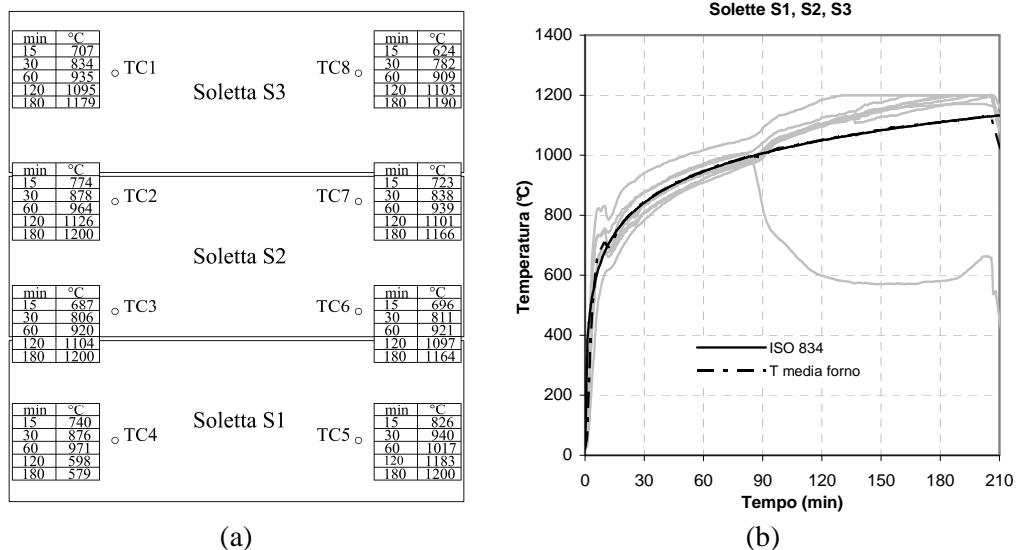 min °C
15 707
30 834
60 935
120 1095
180 1179
TC1
Soletta S3
TC8
min °C
15 624
30 782
60 909
120 1103
180 1190
min °C
15 774
30 878
60 964
120 1126
180 1200
TC2
Soletta S2
TC7
min °C
15 723
30 838
60 939
120 1101
180 1166
min °C
15 687
30 806
60 920
120 1104
180 1200
TC3
TC6
min °C
15 696
30 811
60 921
120 1097
180 1164
min °C
15 740
30 876
60 971
120 598
180 579
TC4
Soletta S1
TC5
min °C
15 826
30 940
60 1017
120 1183
180 1200
(a)
Solette S1, S2, S3
Temperatura (°C)
1400
1200
1000
800
600
400
200
0
ISO 834
T media forno
0 30 60 90 120 150 180 210
Tempo (min)
(b)